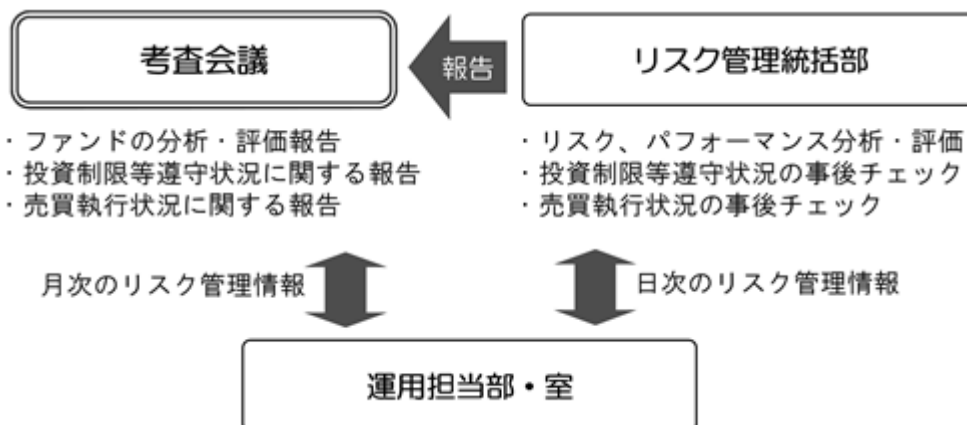 考査会議
報告
リスク管理統括部
・ファンドの分析・評価報告
・投資制限等遵守状況に関する報告
・売買執行状況に関する報告
・リスク、パフォーマンス分析・評価
・投資制限等遵守状況の事後チェック
・売買執行状況の事後チェック
月次のリスク管理情報
日次のリスク管理情報
運用担当部・室